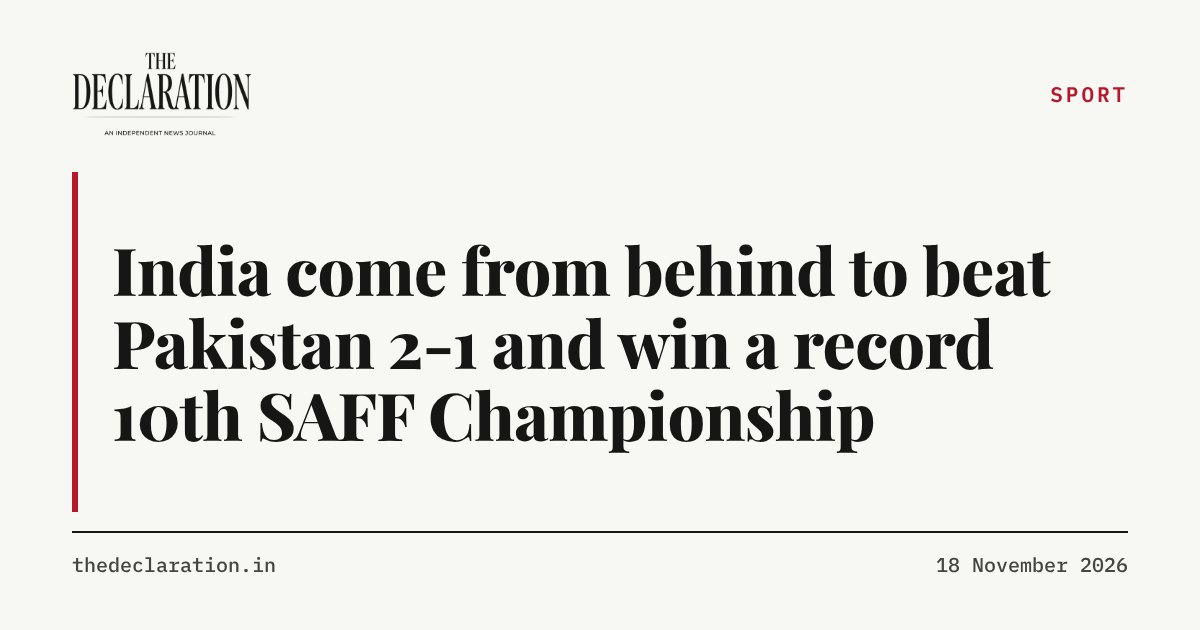 THE
DECLARATION
AN INDEPENDENT NEWS JOURNAL
SPORT
India come from behind to beat
Pakistan 2-1 and win a record
10th SAFF Championship
thedeclaration.in
18 November 2026